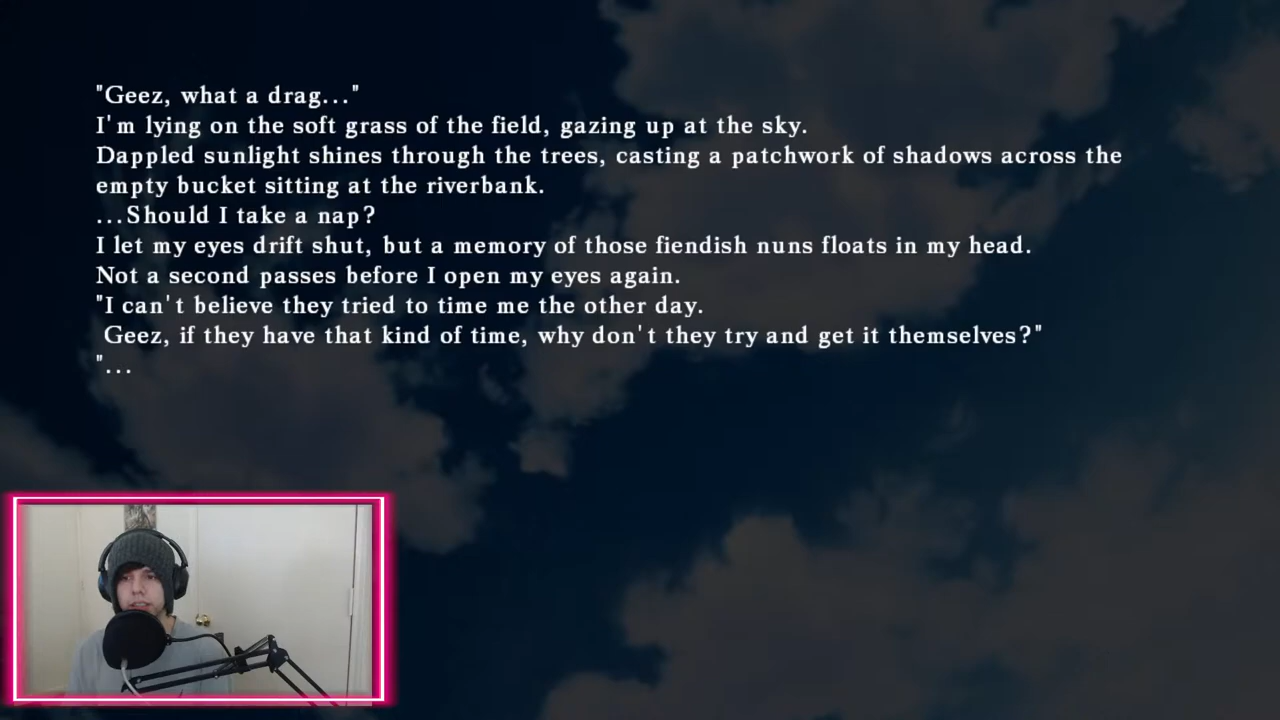 "Geez, what a drag..."
I'm lying on the soft grass of the field, gazing up at the sky.
Dappled sunlight shines through the trees, casting a patchwork of shadows across the
empty bucket sitting at the riverbank.
...Should I take a nap?
I let my eyes drift shut, but a memory of those fiendish nuns floats in my head.
Not a second passes before I open my eyes again.
"I can't believe they tried to time me the other day.
Geez, if they have that kind of time, why don't they try and get it themselves?"
"...